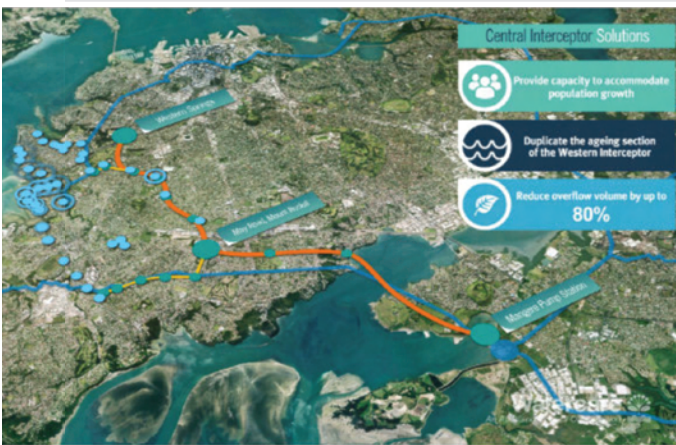 Central Interceptor Solutions
Provide capacity to accommodate
population growth
Duplicate the ageing section
of the Western Interceptor
Reduce overflow volume by up to
80%
Western Springs
May Road, Mount Roskill
Mangere Pump Station